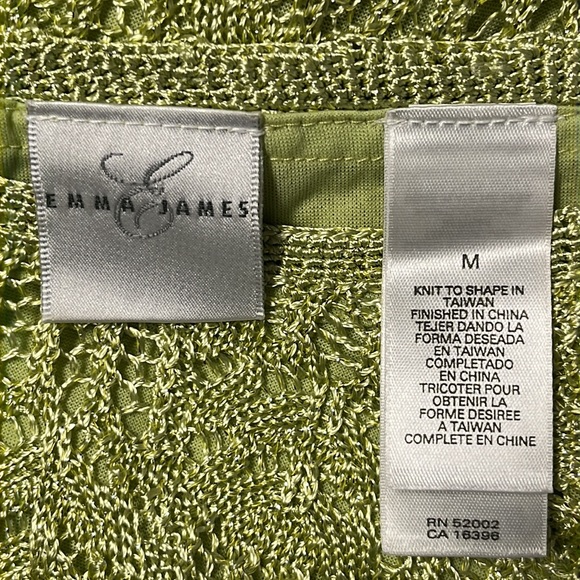 EMMA JAMES
M
KNIT TO SHAPE IN
TAIWAN
FINISHED IN CHINA
TEJER DANDO LA
FORMA DESEADA
EN TAIWAN
COMPLETADO
EN CHINA
TRICOTER POUR
OBTENIR LA
FORME DESIREE
A TAIWAN
COMPLETE EN CHINE
RN 52002
CA 16396